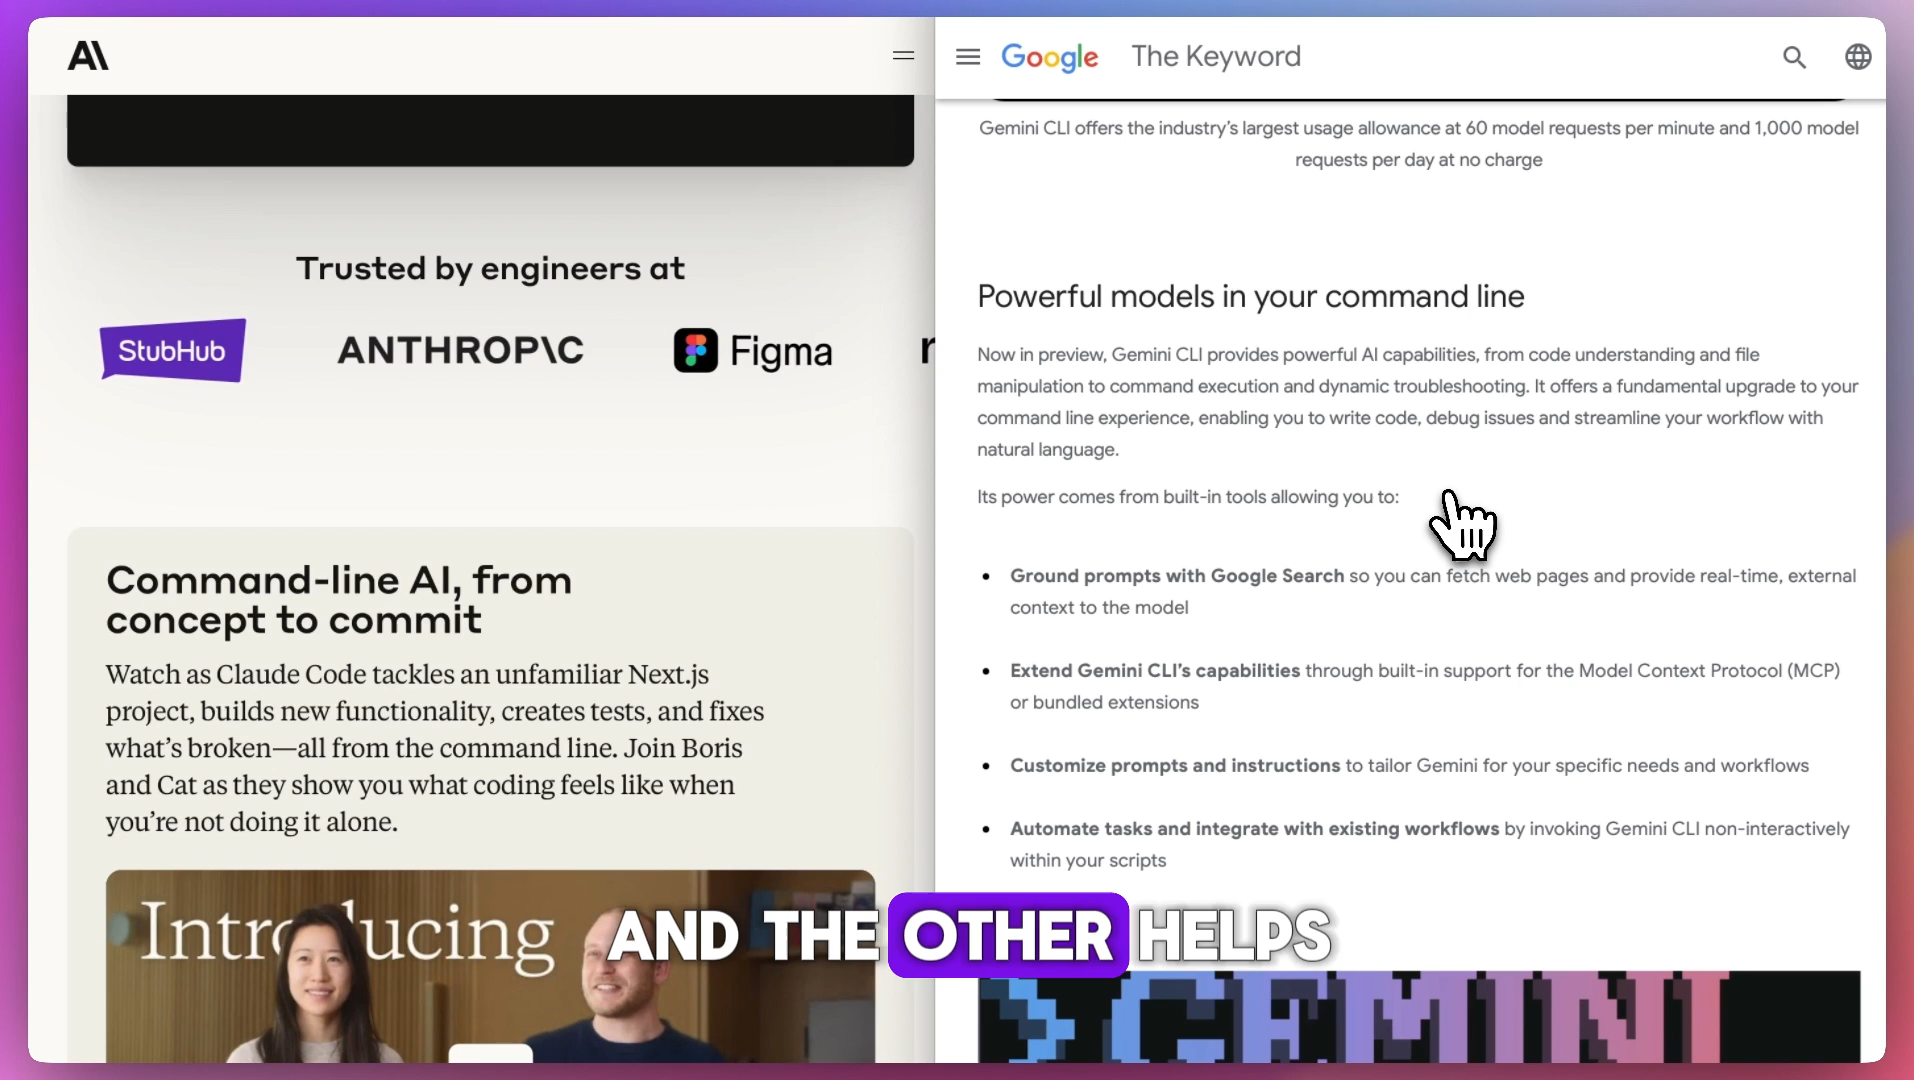 A\
Trusted by engineers at
StubHub
ANTHROP\C
Figma
Command-line AI, from
concept to commit
Watch as Claude Code tackles an unfamiliar Next.js
project, builds new functionality, creates tests, and fixes
what's broken—all from the command line. Join Boris
and Cat as they show you what coding feels like when
you're not doing it alone.
Introducing
Google The Keyword
Gemini CLI offers the industry's largest usage allowance at 60 model requests per minute and 1,000 model
requests per day at no charge
Powerful models in your command line
Now in preview, Gemini CLI provides powerful AI capabilities, from code understanding and file
manipulation to command execution and dynamic troubleshooting. It offers a fundamental upgrade to your
command line experience, enabling you to write code, debug issues and streamline your workflow with
natural language.
Its power comes from built-in tools allowing you to:
• Ground prompts with Google Search so you can fetch web pages and provide real-time, external
context to the model
• Extend Gemini CLI's capabilities through built-in support for the Model Context Protocol (MCP)
or bundled extensions
• Customize prompts and instructions to tailor Gemini for your specific needs and workflows
• Automate tasks and integrate with existing workflows by invoking Gemini CLI non-interactively
within your scripts
AND THE OTHER HELPS
>GEMINI